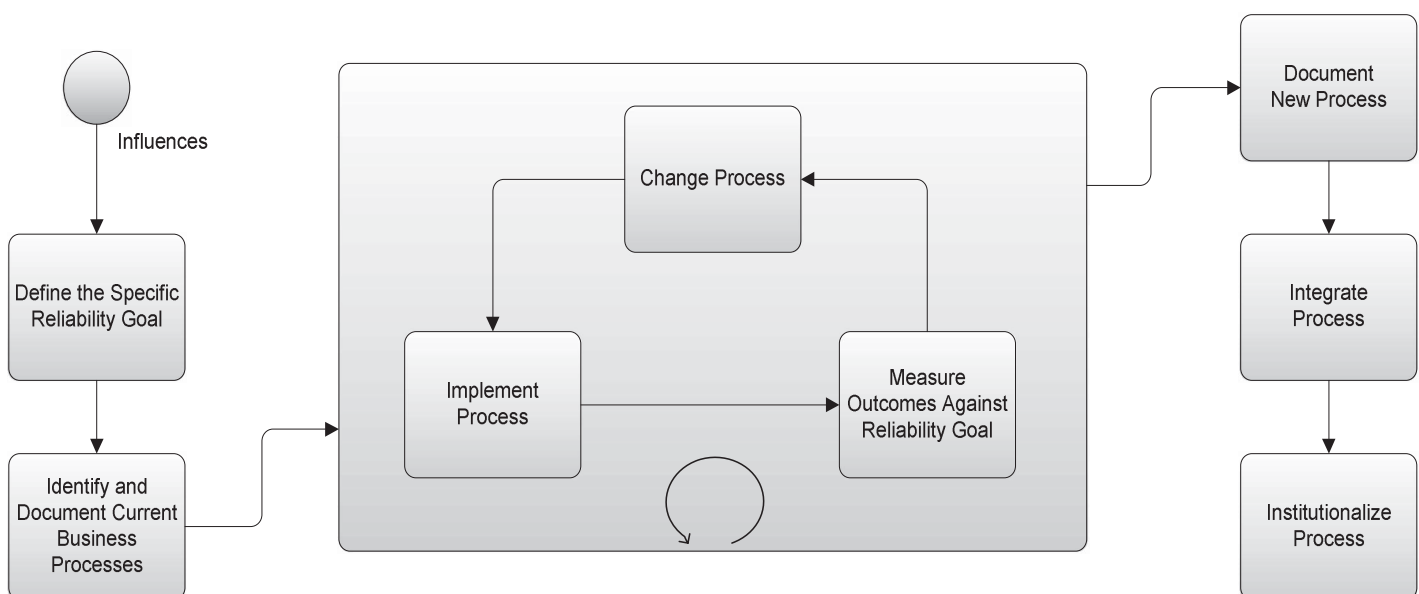 Influences
Define the Specific
Reliability Goal
Identify and
Document Current
Business
Processes
Change Process
Implement
Process
Measure
Outcomes Against
Reliability Goal
Document
New Process
Integrate
Process
Institutionalize
Process